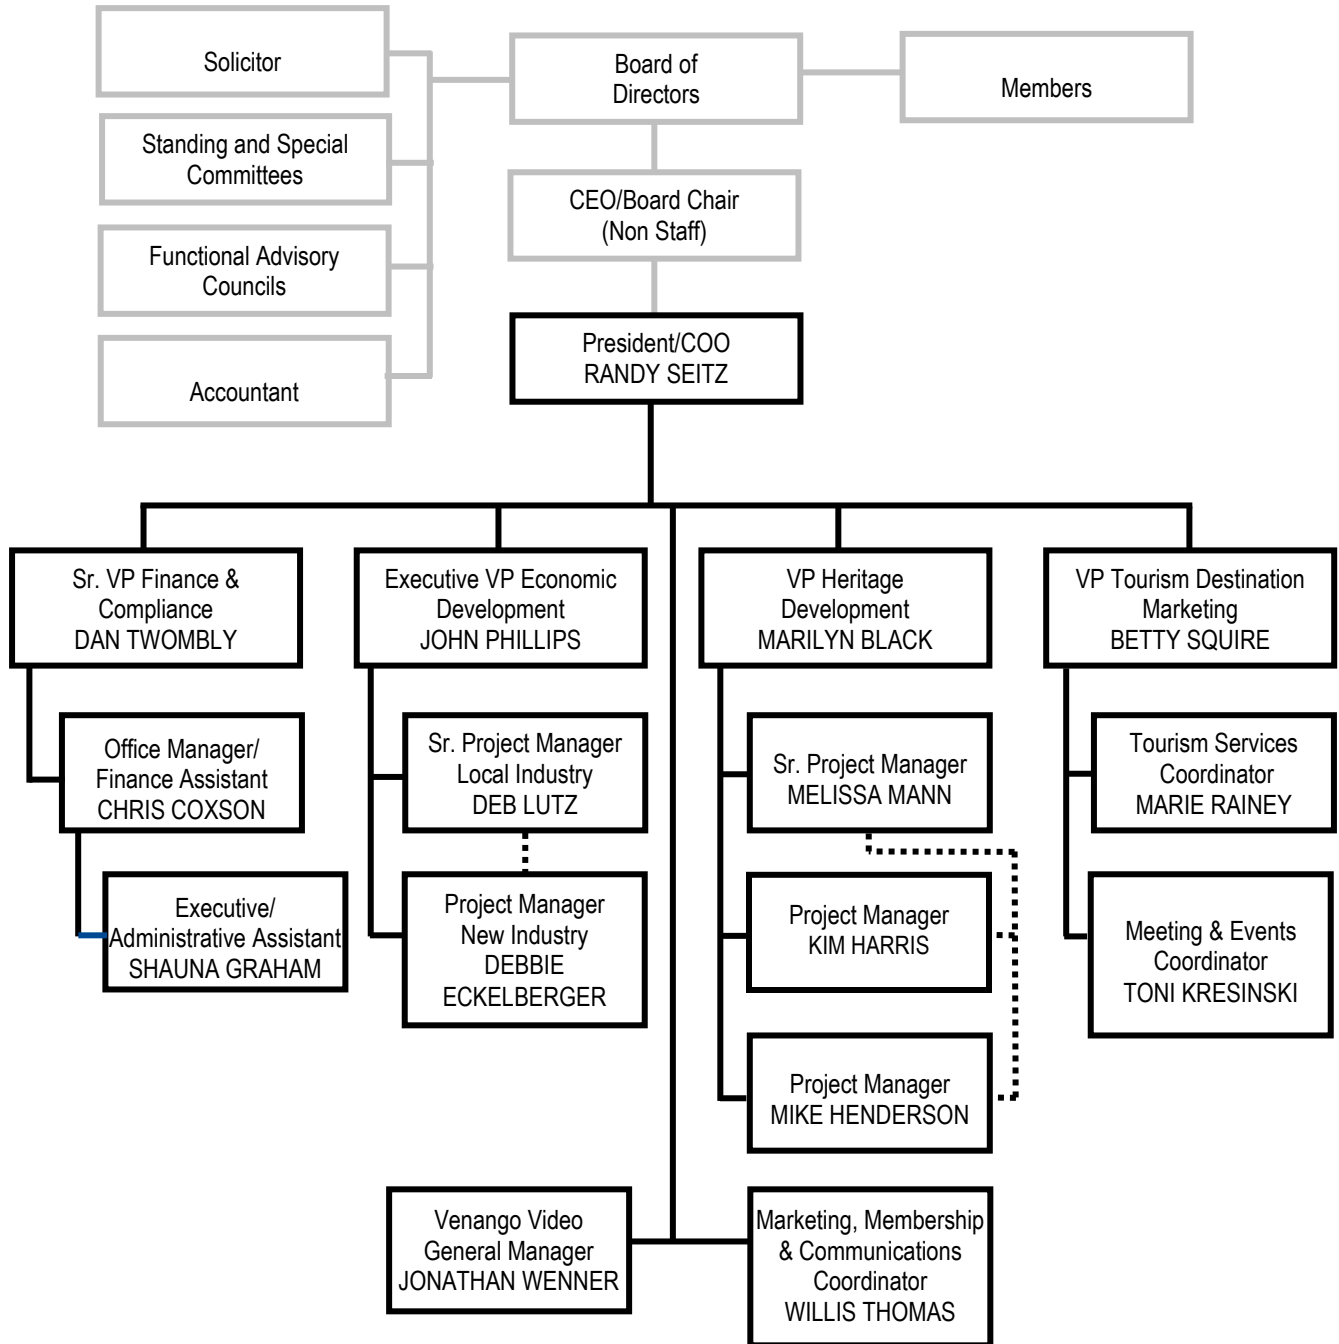 Solicitor
Board of
Directors
Members
Standing and Special
Committees
CEO/Board Chair
(Non Staff)
Functional Advisory
Councils
President/COO
RANDY SEITZ
Accountant
Sr. VP Finance &
Compliance
DAN TWOMBLY
Executive VP Economic
Development
JOHN PHILLIPS
VP Heritage
Development
MARILYN BLACK
VP Tourism Destination
Marketing
BETTY SQUIRE
Office Manager/
Finance Assistant
CHRIS COXSON
Sr. Project Manager
Local Industry
DEB LUTZ
Sr. Project Manager
MELISSA MANN
Tourism Services
Coordinator
MARIE RAINEY
Executive/
Administrative Assistant
SHAUNA GRAHAM
Project Manager
New Industry
DEBBIE
ECKELBERGER
Project Manager
KIM HARRIS
Meeting & Events
Coordinator
TONI KRESINSKI
Project Manager
MIKE HENDERSON
Venango Video
General Manager
JONATHAN WENNER
Marketing, Membership
& Communications
Coordinator
WILLIS THOMAS